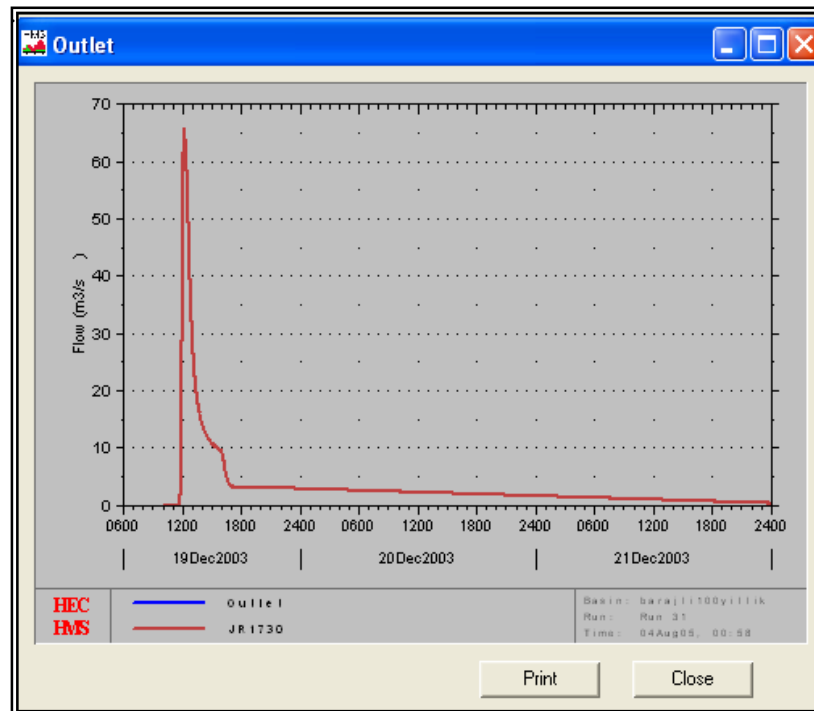 Outlet
70
60
50
40
30
20
10
0
Flow (m3/s )
0600 1200 1800 2400 0600 1200 1800 2400 0600 1200 1800 2400
19Dec2003 20Dec2003 21Dec2003
HEC
HMS
Outlet
JR1730
Basin: barajli100yillik
Run: Run 31
Time: 04Aug05, 00:58
Print Close